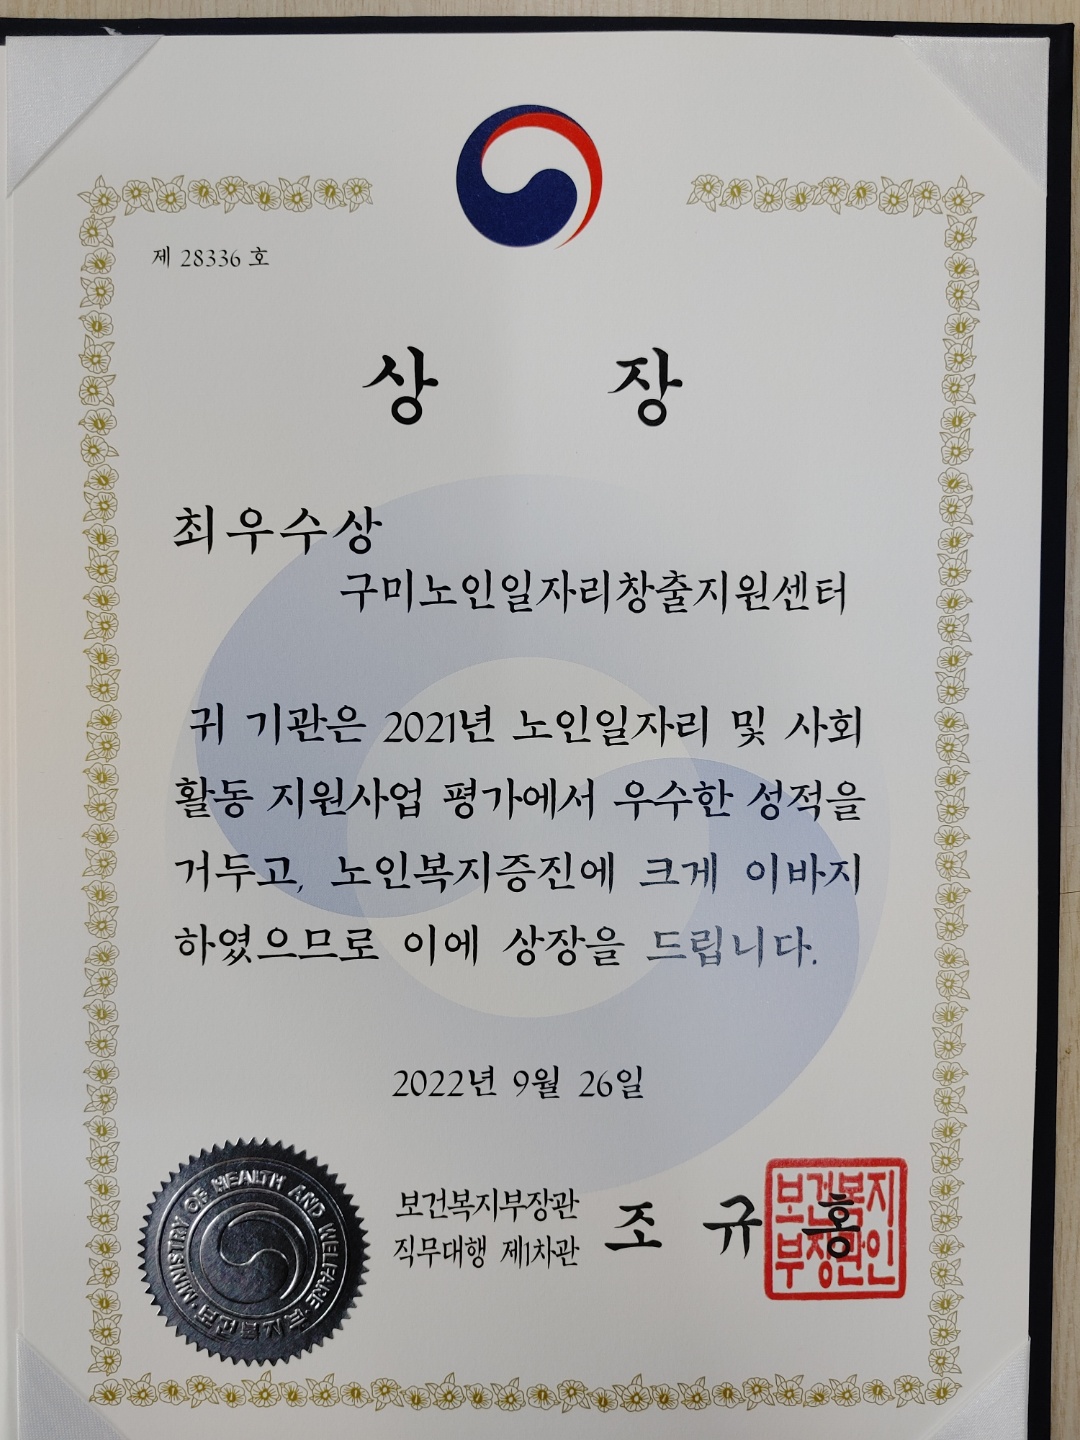 제 28336 호
상 장
최우수상
구미노인일자리창출지원센터
귀 기관은 2021년 노인일자리 및 사회
활동 지원사업 평가에서 우수한 성적을
거두고, 노인복지증진에 크게 이바지
하였으므로 이에 상장을 드립니다.
2022년 9월 26일
보건복지부장관
직무대행 제1차관
조 규 홍
보건복지
부장관인
MINISTRY OF HEALTH AND WELFARE
보건복지부